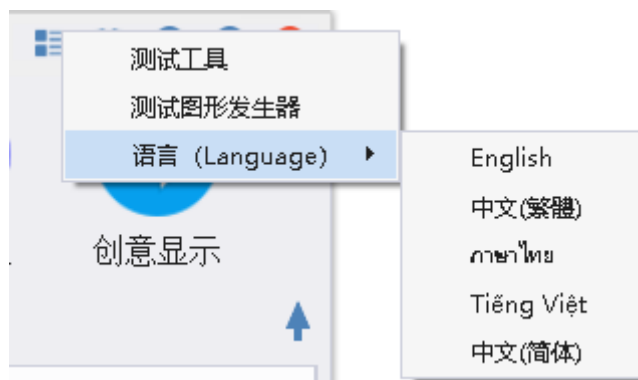 测试工具
测试图形发生器
语言（Language）
English
中文(繁體)
创意显示
ภาษาไทย
Tiếng Việt
中文(简体)